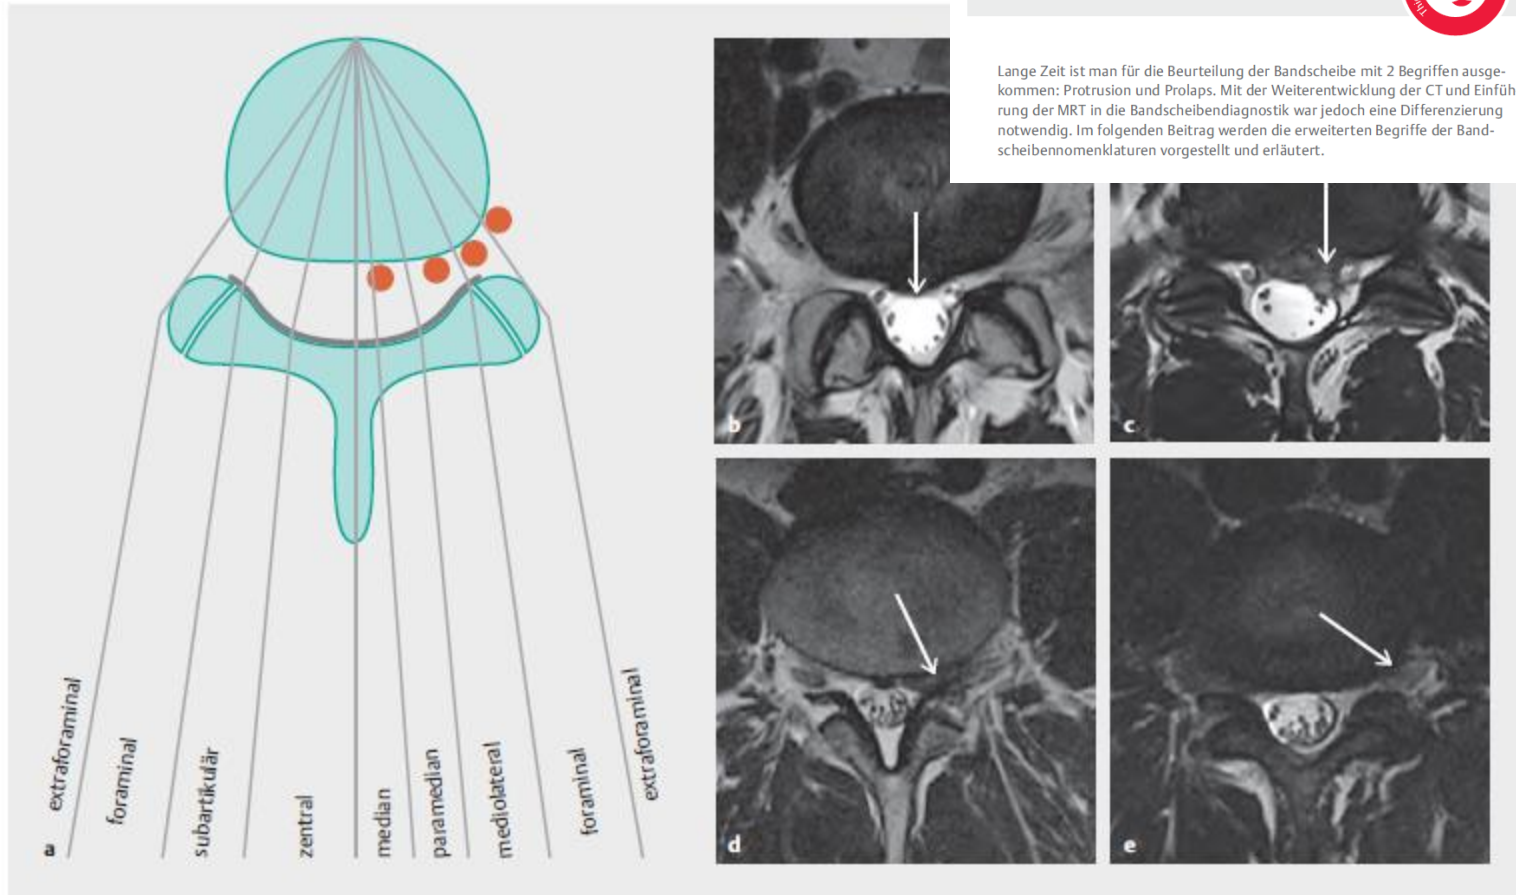 Lange Zeit ist man für die Beurteilung der Bandscheibe mit 2 Begriffen ausge-
kommen: Protrusion und Prolaps. Mit der Weiterentwicklung der CT und Einfüh
rung der MRT in die Bandscheibendiagnostik war jedoch eine Differenzierung
notwendig. Im folgenden Beitrag werden die erweiterten Begriffe der Band-
scheibennomenklaturen vorgestellt und erläutert.
extraforaminal
foraminal
subartikulär
zentral
median
paramedian
mediolateral
foraminal
extraforaminal
a
b
c
d
e